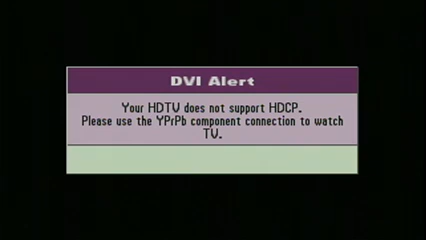 DVI Alert
Your HDTV does not support HDCP.
Please use the YPrPb component connection to watch
TV.